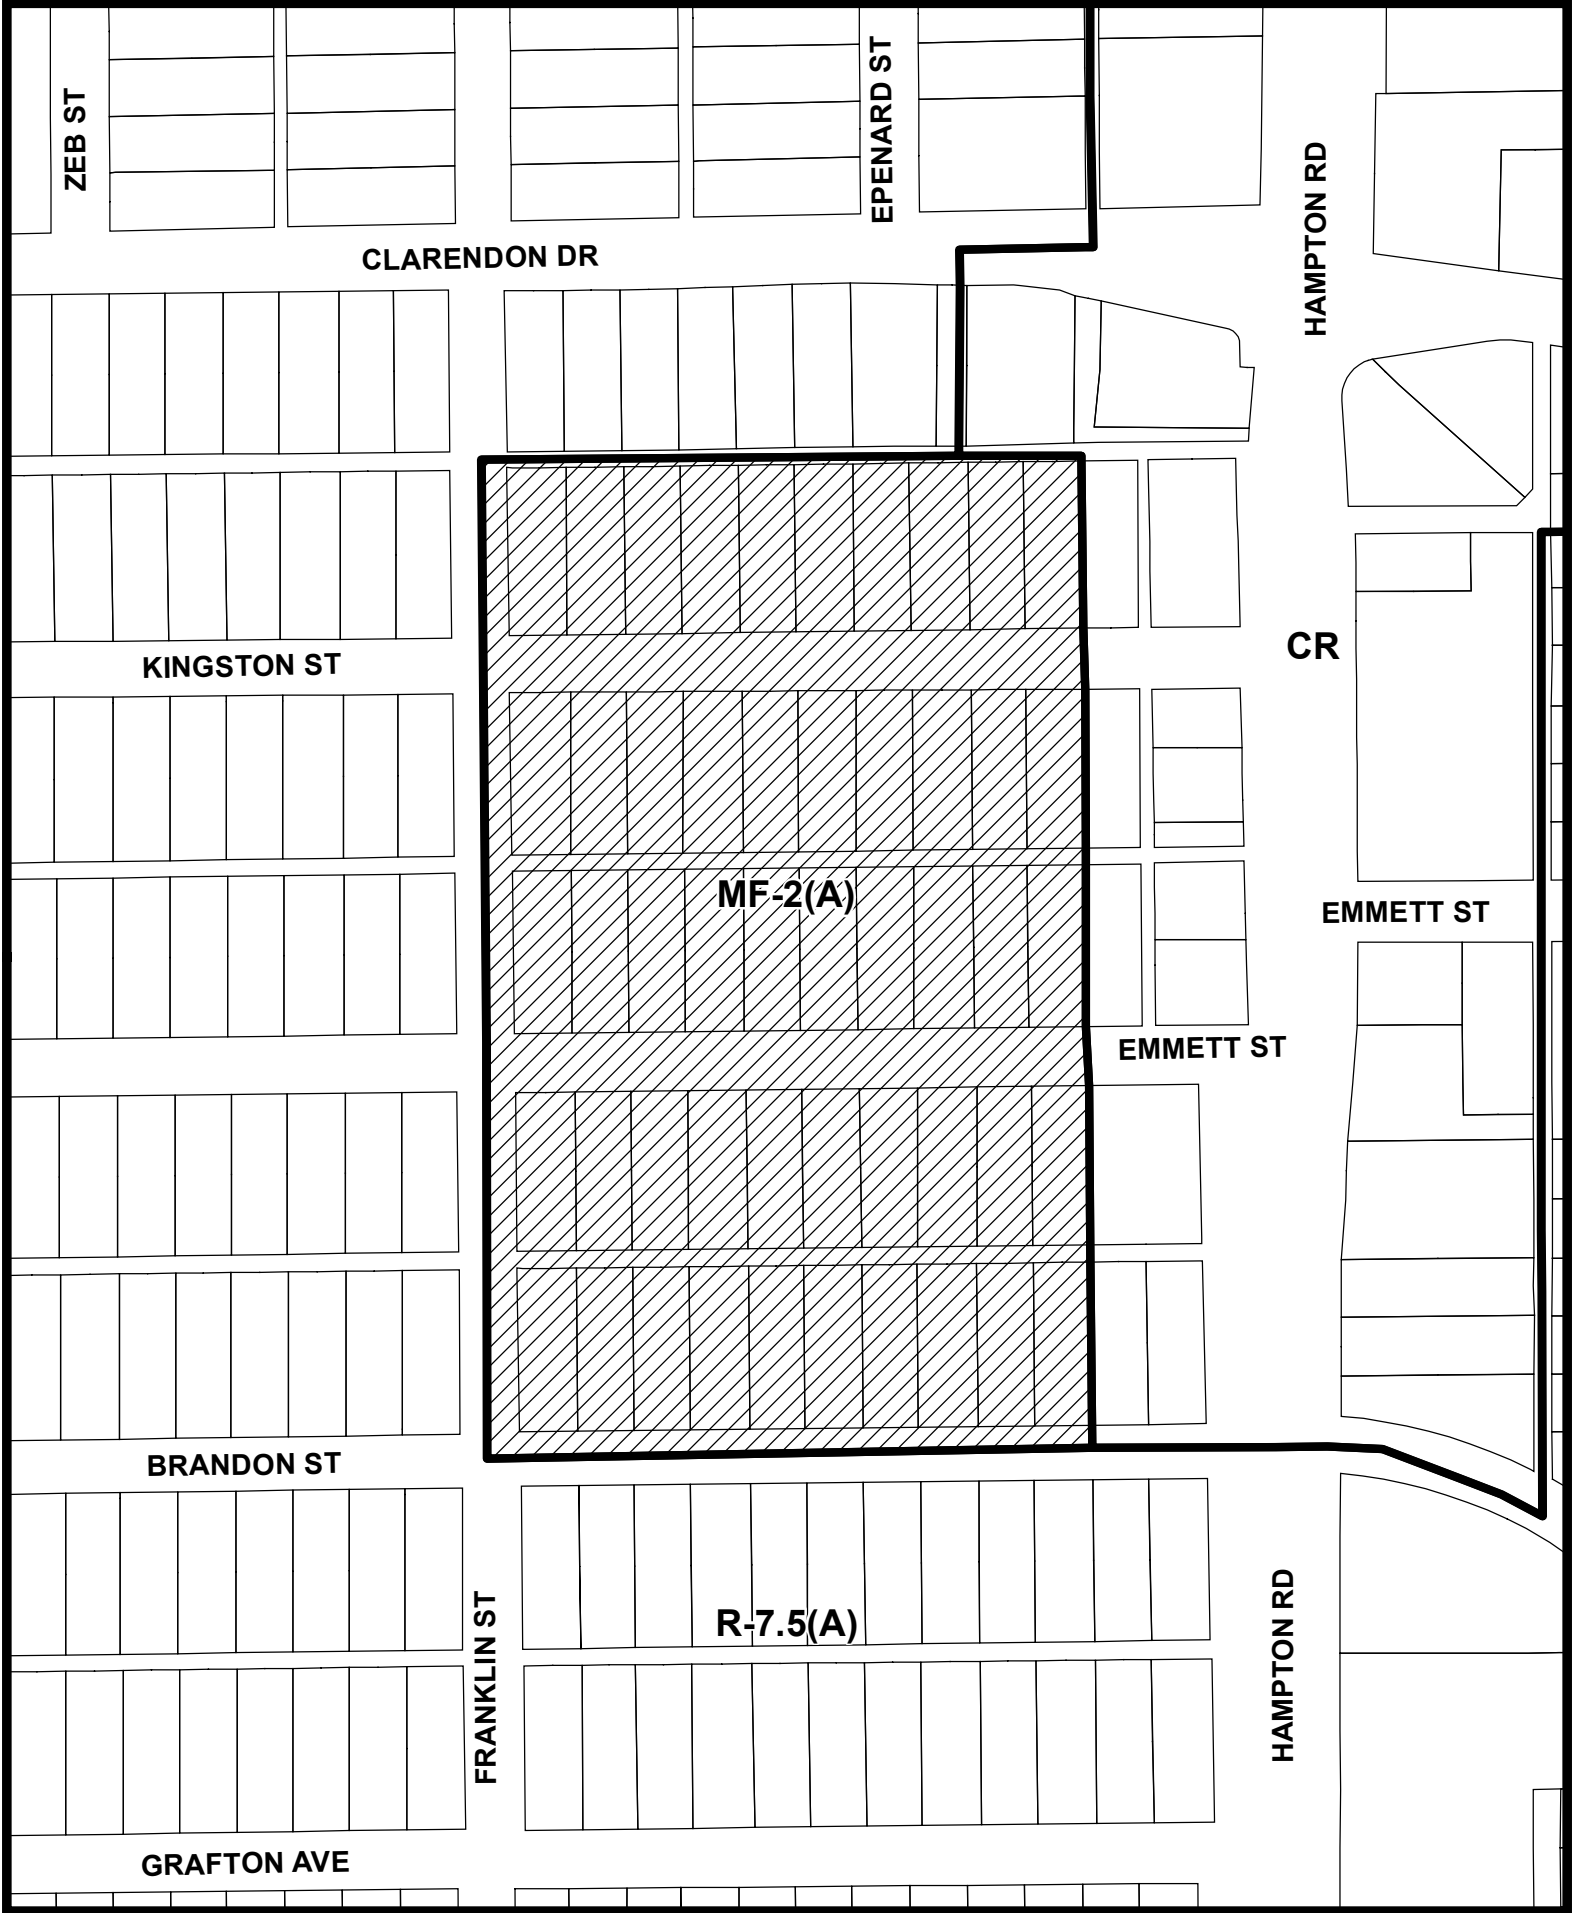 ZEB ST
EPENARD ST
HAMPTON RD
CLARENDON DR
KINGSTON ST
CR
MF-2(A)
EMMETT ST
EMMETT ST
BRANDON ST
FRANKLIN ST
R-7.5(A)
HAMPTON RD
GRAFTON AVE